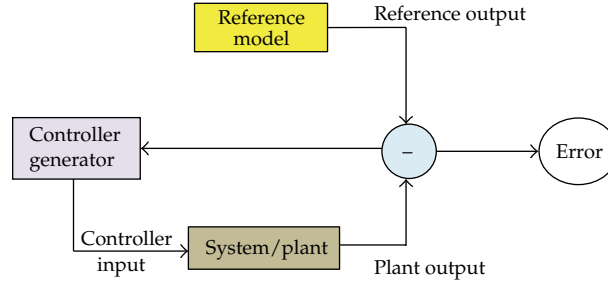 Reference
model
Reference output
Controller
generator
–
Error
Controller
input
System/plant
Plant output